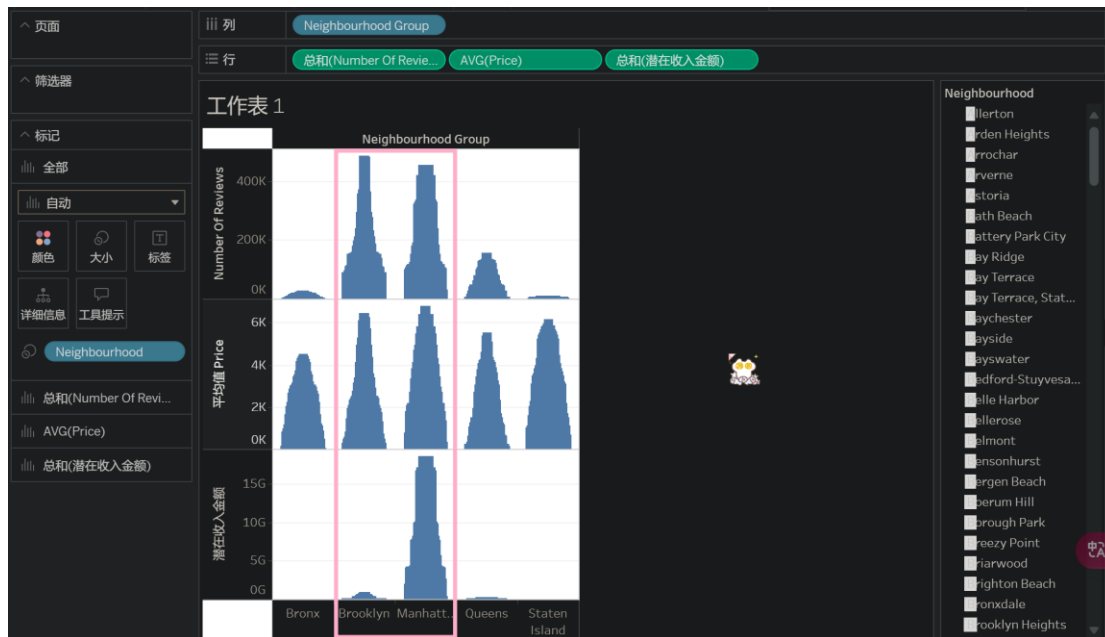 页面
筛选器
标记
全部
自动
颜色
大小
标签
详细信息
工具提示
Neighbourhood
总和(Number Of Revi...
AVG(Price)
总和(潜在收入金额)
列
Neighbourhood Group
行
总和(Number Of Revie...
AVG(Price)
总和(潜在收入金额)
工作表 1
Neighbourhood Group
Number Of Reviews
400K
200K
0K
平均值 Price
6K
4K
2K
0K
潜在收入金额
15G
10G
5G
0G
Bronx
Brooklyn
Manhatt..
Queens
Staten
Island
Neighbourhood
llerton
rden Heights
rrochar
rverne
storia
ath Beach
attery Park City
ay Ridge
ay Terrace
ay Terrace, Stat...
aychester
ayside
ayswater
edford-Stuyvesa...
elle Harbor
ellerose
elmont
ensonhurst
ergen Beach
oerum Hill
orough Park
reezy Point
riarwood
righton Beach
ronxdale
rooklyn Heights